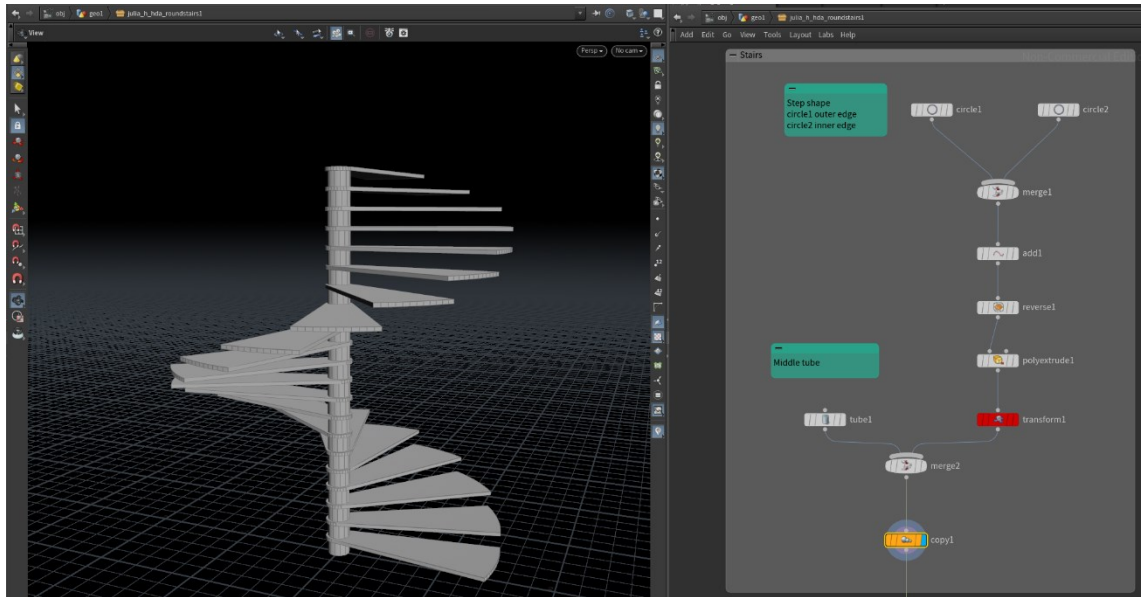 obj geo1 julia_h_hda_roundstairs1
View
Persp No cam
obj geo1 julia_h_hda_roundstairs1
Add Edit Go View Tools Layout Labs Help
Stairs
Step shape
circle1 outer edge
circle2 inner edge
circle1
circle2
merge1
add1
reverse1
polyextrude1
Middle tube
tube1
transform1
merge2
copy1